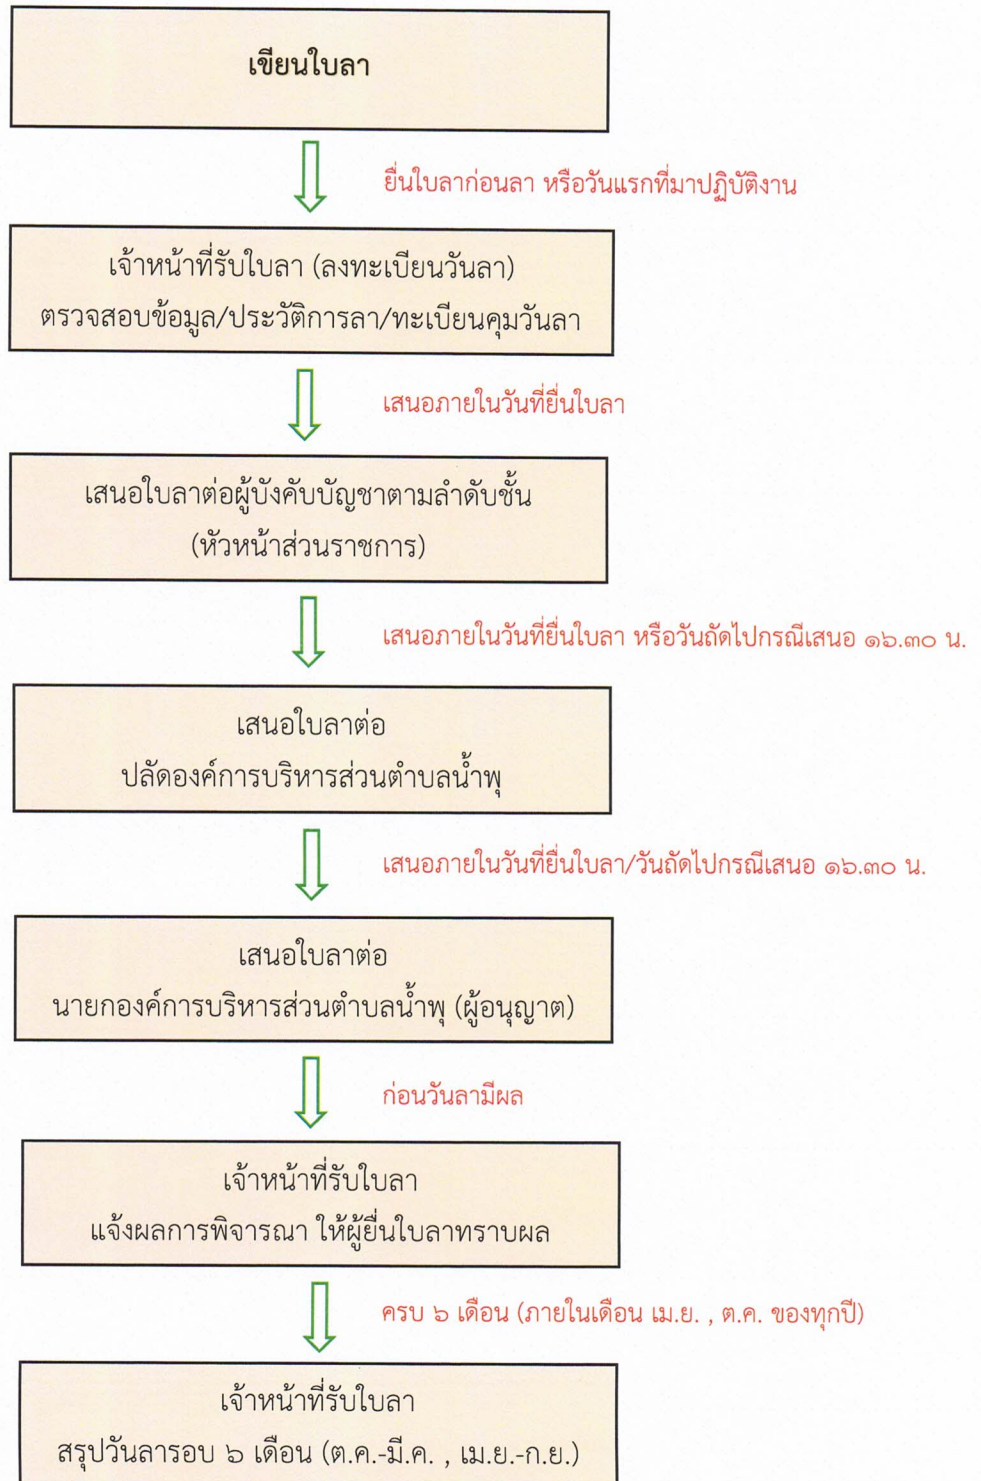 เขียนใบลา
ยื่นใบลาก่อนลา หรือวันแรกที่มาปฏิบัติงาน
เจ้าหน้าที่รับใบลา (ลงทะเบียนวันลา)
ตรวจสอบข้อมูล/ประวัติการลา/ทะเบียนคุมวันลา
เสนอภายในวันที่ยื่นใบลา
เสนอใบลาต่อผู้บังคับบัญชาตามลำดับชั้น
(หัวหน้าส่วนราชการ)
เสนอภายในวันที่ยื่นใบลา หรือวันถัดไปกรณีเสนอ ๑๖.๓๐ น.
เสนอใบลาต่อ
ปลัดองค์การบริหารส่วนตำบลน้ำพุ
เสนอภายในวันที่ยื่นใบลา/วันถัดไปกรณีเสนอ ๑๖.๓๐ น.
เสนอใบลาต่อ
นายกองค์การบริหารส่วนตำบลน้ำพุ (ผู้อนุญาต)
ก่อนวันลามีผล
เจ้าหน้าที่รับใบลา
แจ้งผลการพิจารณา ให้ผู้ยื่นใบลาทราบผล
ครบ ๖ เดือน (ภายในเดือน เม.ย. , ต.ค. ของทุกปี)
เจ้าหน้าที่รับใบลา
สรุปวันลารอบ ๖ เดือน (ต.ค.-มี.ค. , เม.ย.-ก.ย.)